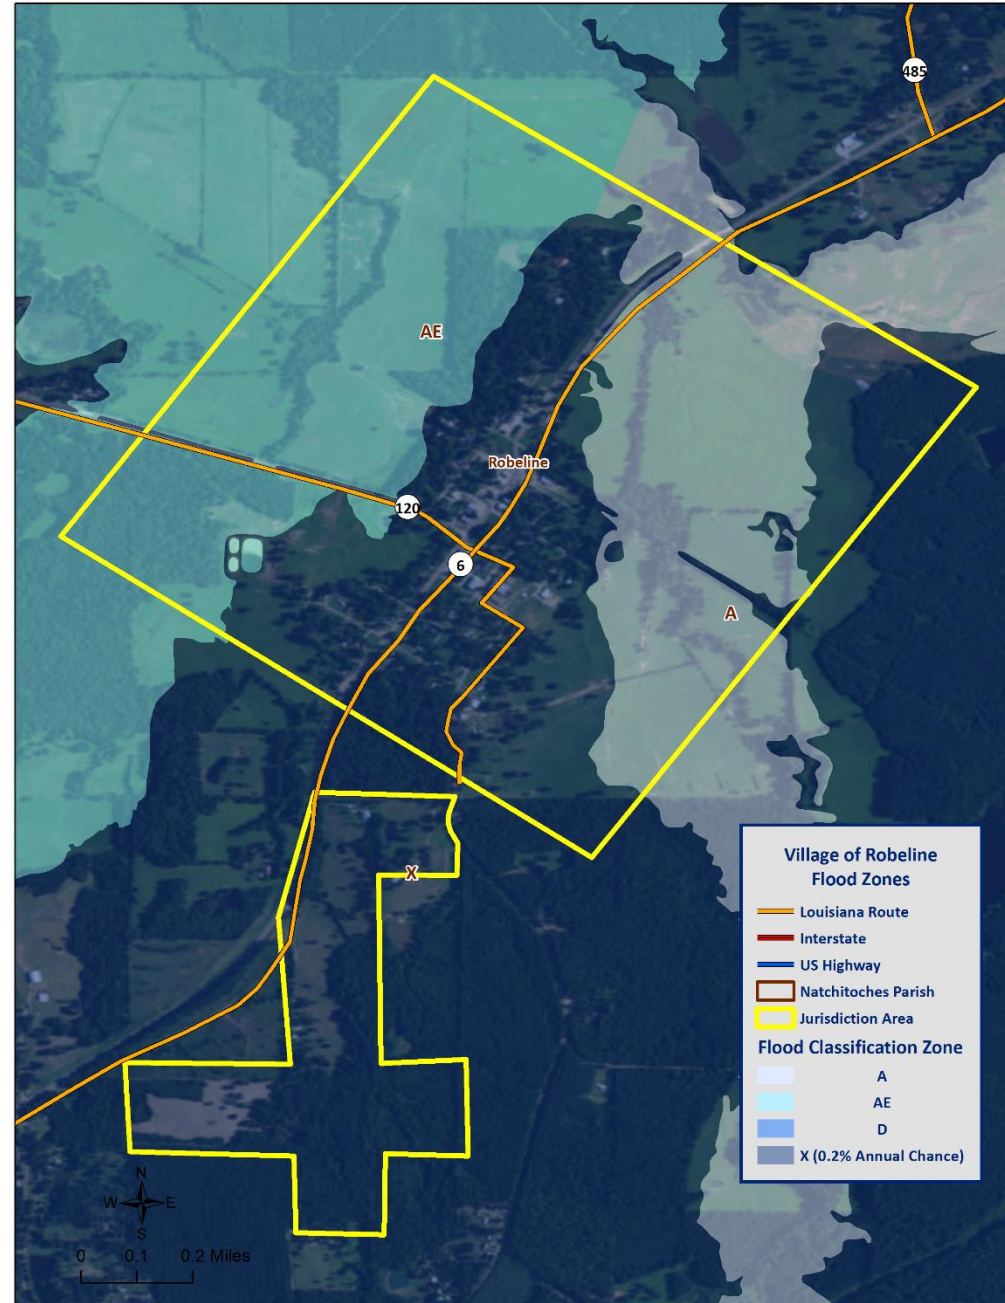 485
AE
Robeline
120
6
A
X
Village of Robeline
Flood Zones
Louisiana Route
Interstate
US Highway
Natchitoches Parish
Jurisdiction Area
Flood Classification Zone
A
AE
D
X (0.2% Annual Chance)
N
W E
S
0 0.1 0.2 Miles